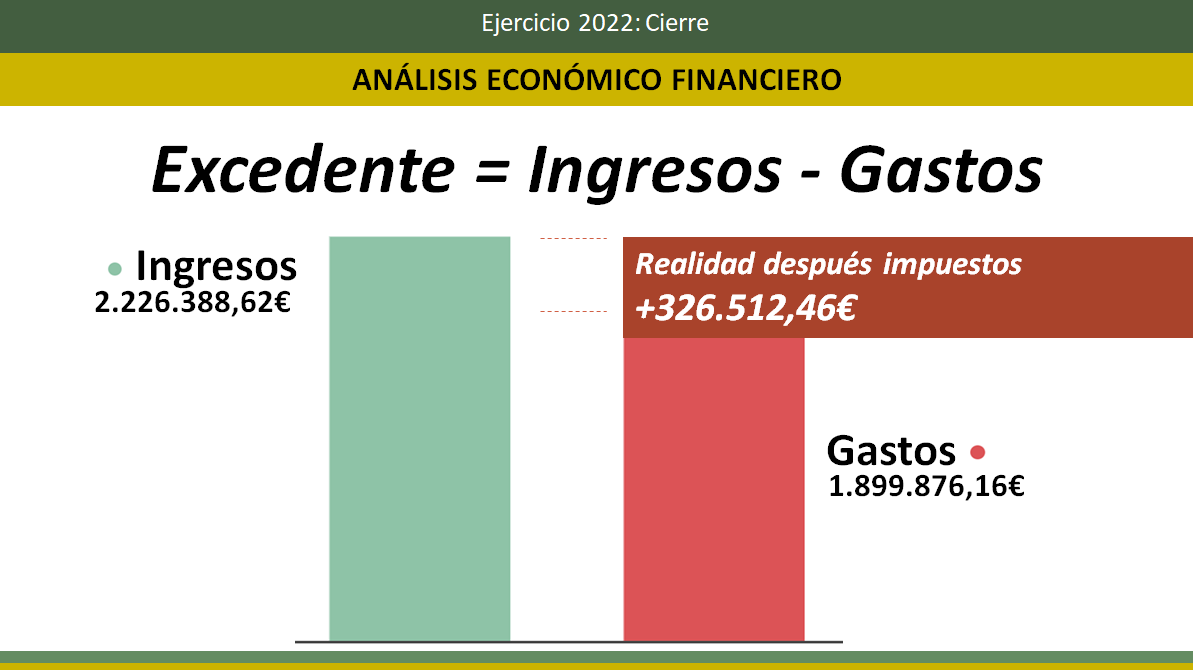 Ejercicio 2022: Cierre
ANÁLISIS ECONÓMICO FINANCIERO
Excedente = Ingresos - Gastos
Ingresos
2.226.388,62€
Realidad después impuestos
+326.512,46€
Gastos
1.899.876,16€